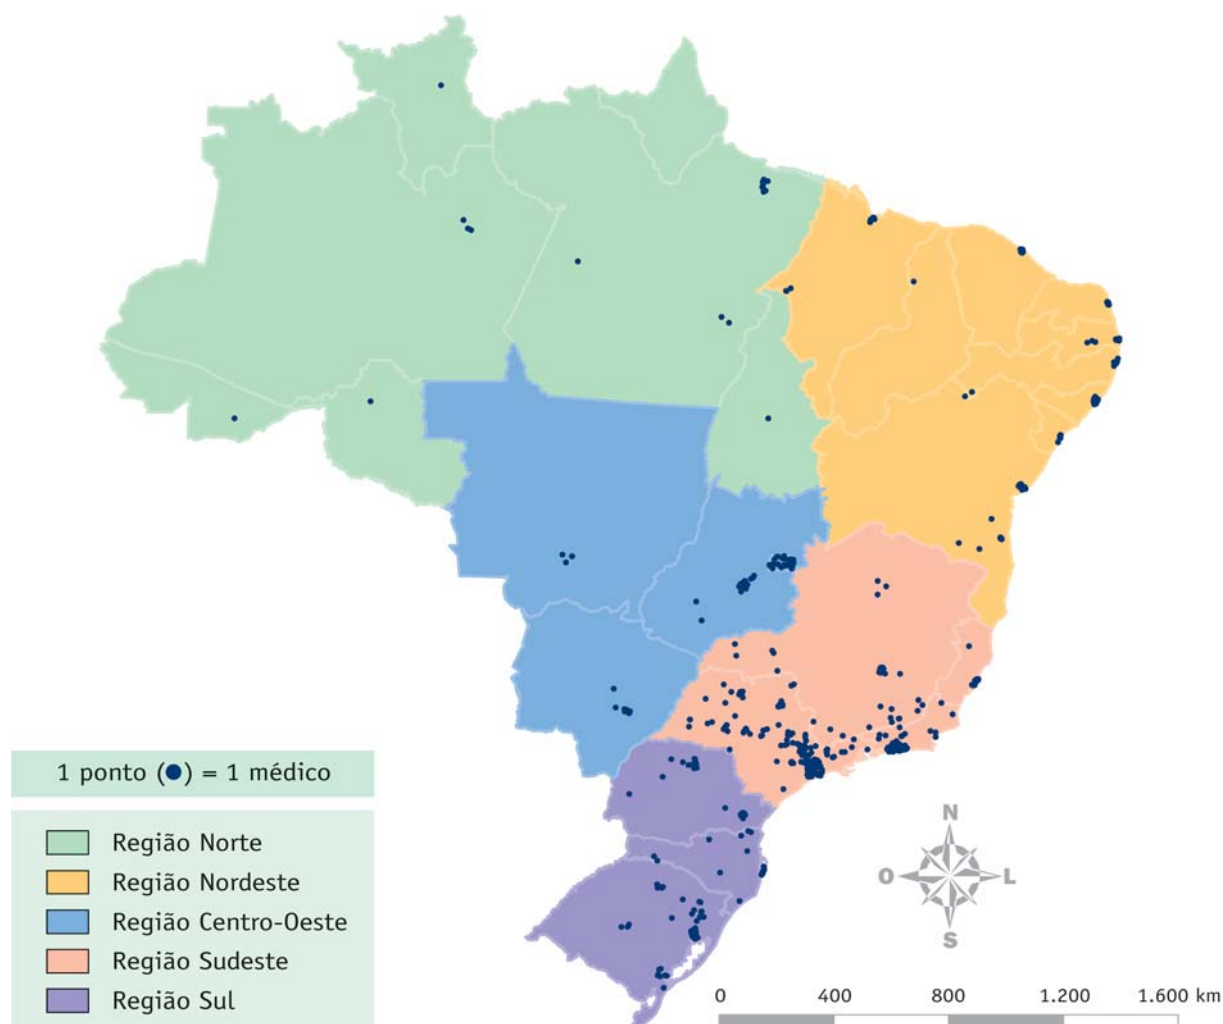 1 ponto (●) = 1 médico
Região Norte
Região Nordeste
Região Centro-Oeste
Região Sudeste
Região Sul
N
O L
S
0 400 800 1.200 1.600 km